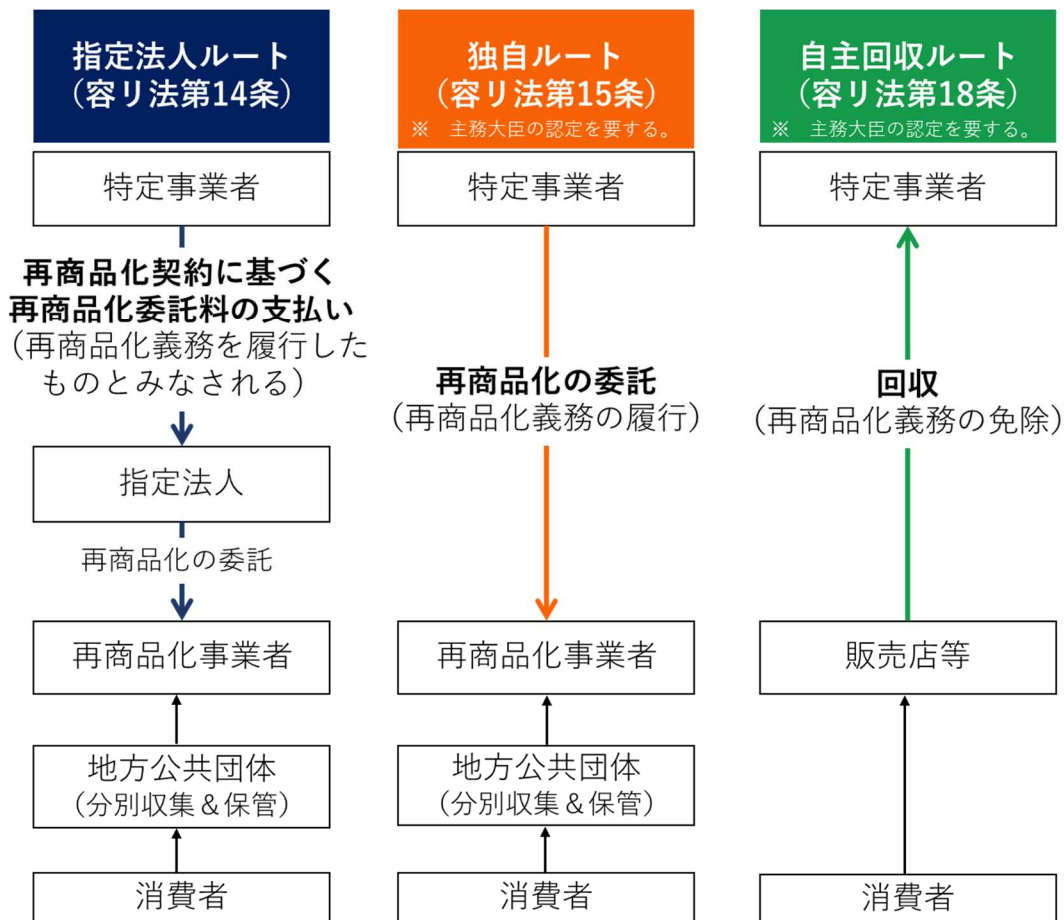 指定法人ルート
（容リ法第14条）
特定事業者
再商品化契約に基づく
再商品化委託料の支払い
（再商品化義務を履行した
ものとみなされる）
指定法人
再商品化の委託
再商品化事業者
地方公共団体
（分別収集＆保管）
消費者
独自ルート
（容リ法第15条）
※　主務大臣の認定を要する。
特定事業者
再商品化の委託
（再商品化義務の履行）
再商品化事業者
地方公共団体
（分別収集＆保管）
消費者
自主回収ルート
（容リ法第18条）
※　主務大臣の認定を要する。
特定事業者
回収
（再商品化義務の免除）
販売店等
消費者